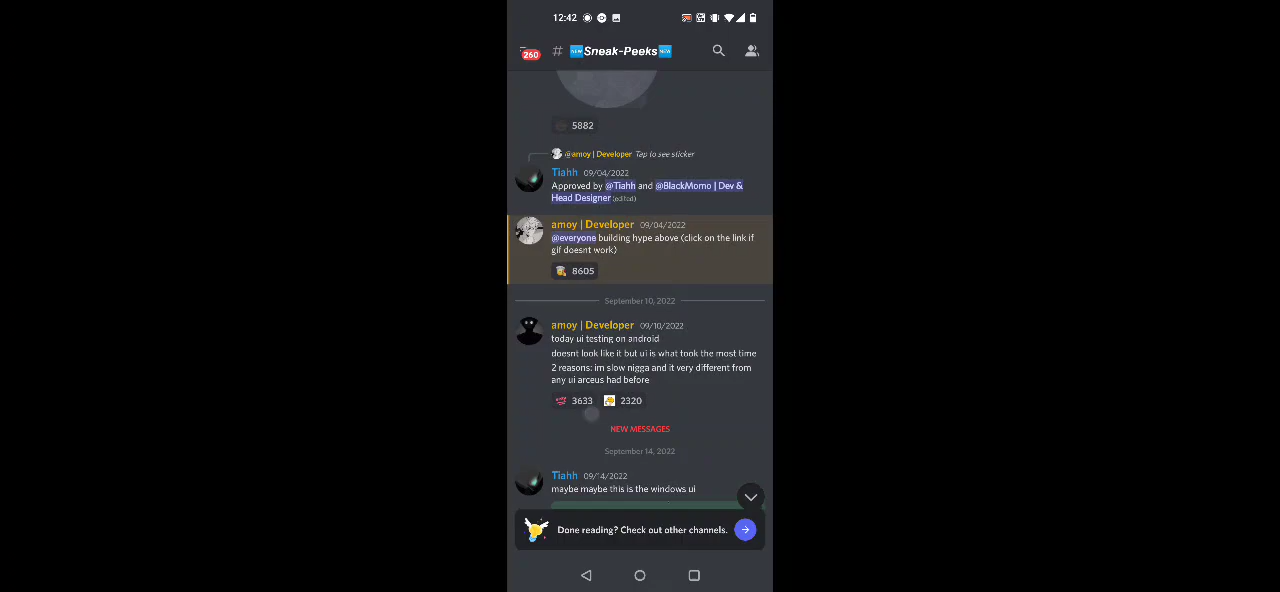 12:42
260
# NEW Sneak-Peeks NEW
5882
@amoy | Developer Tap to see sticker
Tiahh 09/04/2022
Approved by @Tiahh and @BlackMomo | Dev &
Head Designer (edited)
amoy | Developer 09/04/2022
@everyone building hype above (click on the link if
gif doesnt work)
8605
September 10, 2022
amoy | Developer 09/10/2022
today ui testing on android
doesnt look like it but ui is what took the most time
2 reasons: im slow nigga and it very different from
any ui arceus had before
3633 2320
NEW MESSAGES
September 14, 2022
Tiahh 09/14/2022
maybe maybe this is the windows ui
Done reading? Check out other channels.